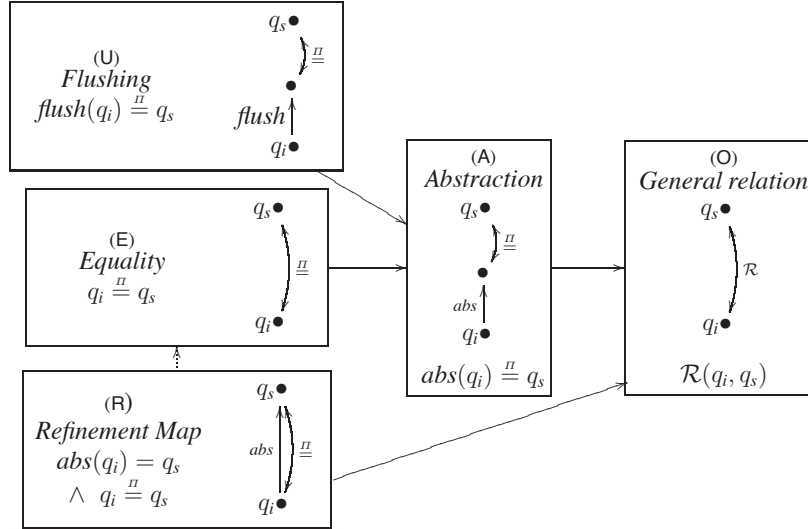 (U)
Flushing
flush(q_i) ≝^Π q_s
q_s
Π
=
flush
q_i
(E)
Equality
q_i =^Π q_s
q_s
Π
=
q_i
(R)
Refinement Map
abs(q_i) = q_s
∧ q_i =^Π q_s
q_s
abs
Π
=
q_i
(A)
Abstraction
q_s
Π
=
abs
q_i
abs(q_i) =^Π q_s
(O)
General relation
q_s
ℛ
q_i
ℛ(q_i, q_s)